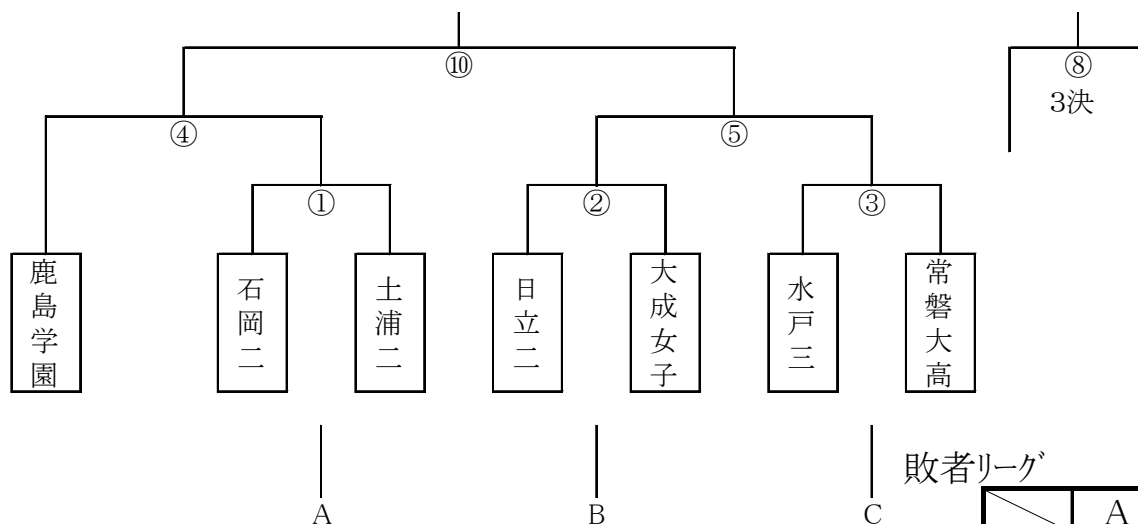 ⑩
⑧
3決
④
⑤
①
②
③
鹿島学園
石岡二
土浦二
日立二
大成女子
水戸三
常磐大高
敗者リーグ
A
B
C
A